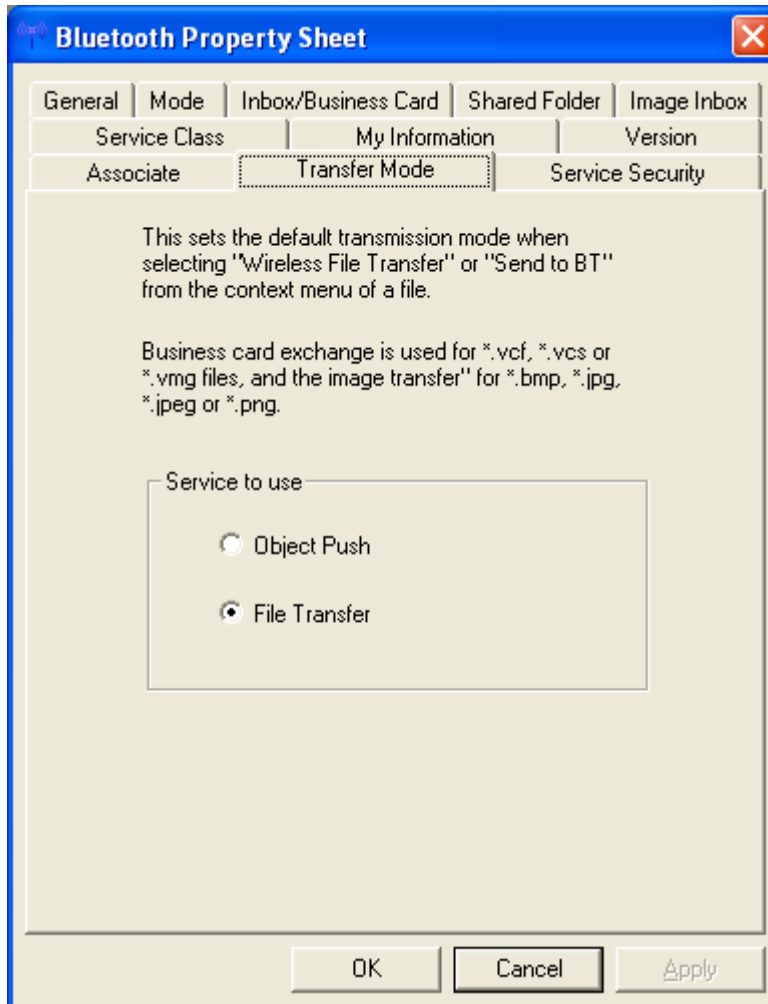 Bluetooth Property Sheet
General Mode Inbox/Business Card Shared Folder Image Inbox
Service Class My Information Version
Associate Transfer Mode Service Security
This sets the default transmission mode when
selecting "Wireless File Transfer" or "Send to BT"
from the context menu of a file.
Business card exchange is used for *.vcf, *.vcs or
*.vmg files, and the image transfer" for *.bmp, *.jpg,
*.jpeg or *.png.
Service to use
Object Push
File Transfer
OK Cancel Apply